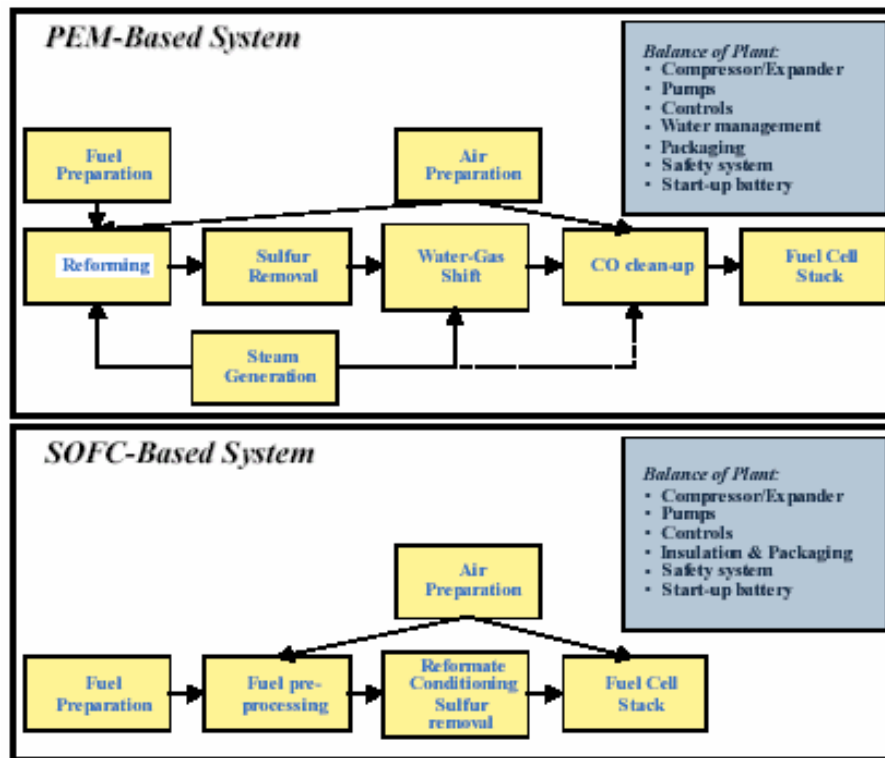 PEM-Based System
Balance of Plant:
• Compressor/Expander
• Pumps
• Controls
• Water management
• Packaging
• Safety system
• Start-up battery
Fuel
Preparation
Air
Preparation
Reforming
Sulfur
Removal
Water-Gas
Shift
CO clean-up
Fuel Cell
Stack
Steam
Generation
SOFC-Based System
Balance of Plant:
• Compressor/Expander
• Pumps
• Controls
• Insulation & Packaging
• Safety system
• Start-up battery
Air
Preparation
Fuel
Preparation
Fuel pre-
processing
Reformate
Conditioning
Sulfur
removal
Fuel Cell
Stack